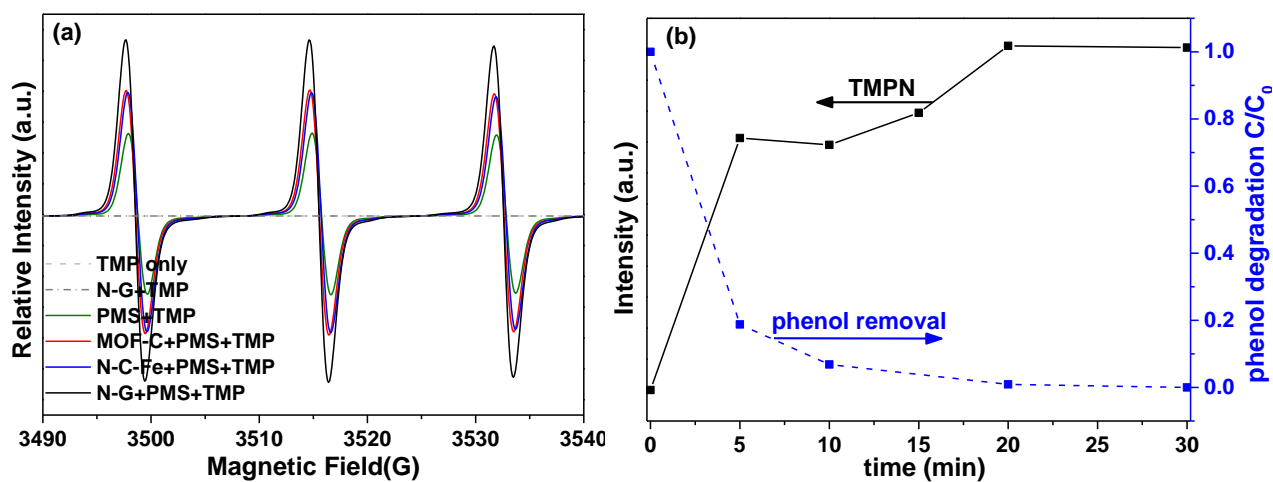 (a)
Relative Intensity (a.u.)
TMP only
N-G+TMP
PMS+TMP
MOF-C+PMS+TMP
N-C-Fe+PMS+TMP
N-G+PMS+TMP
3490 3500 3510 3520 3530 3540
Magnetic Field(G)
(b)
Intensity (a.u.)
TMPN
phenol removal
1.0
0.8
0.6
0.4
0.2
0.0
phenol degradation C/C0
0 5 10 15 20 25 30
time (min)